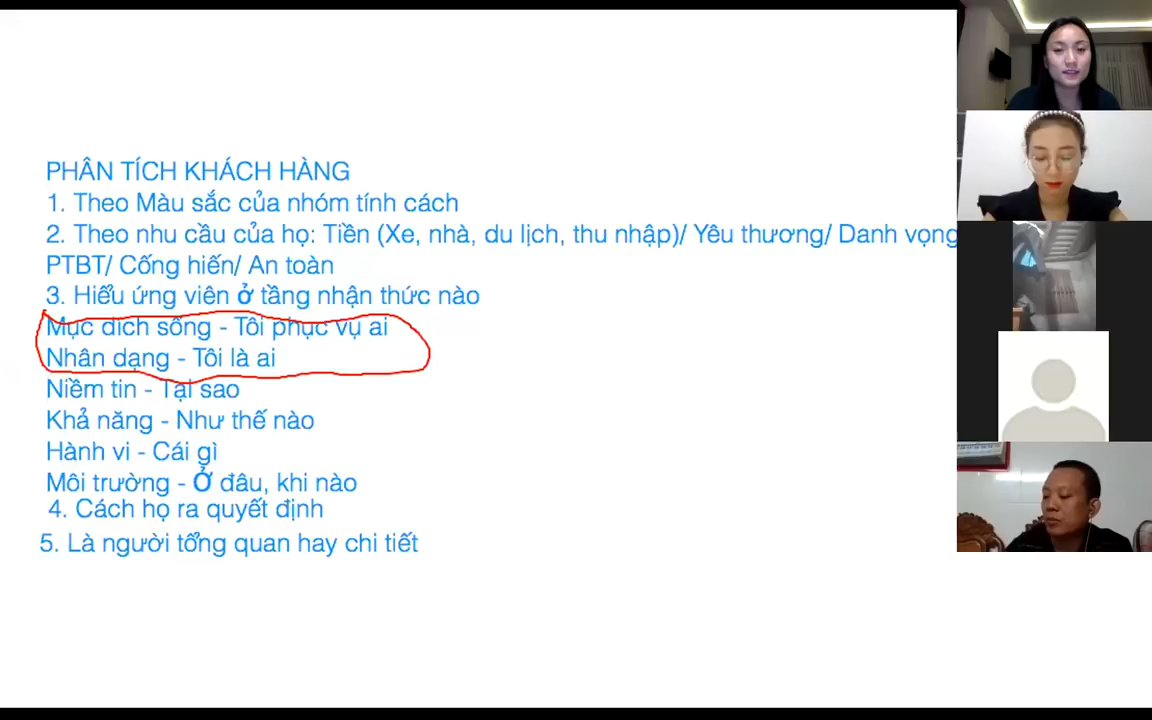 PHÂN TÍCH KHÁCH HÀNG
1. Theo Màu sắc của nhóm tính cách
2. Theo nhu cầu của họ: Tiền (Xe, nhà, du lịch, thu nhập)/ Yêu thương/ Danh vọng
PTBT/ Cống hiến/ An toàn
3. Hiểu ứng viên ở tầng nhận thức nào
Mục đích sống - Tôi phục vụ ai
Nhân dạng - Tôi là ai
Niềm tin - Tại sao
Khả năng - Như thế nào
Hành vi - Cái gì
Môi trường - Ở đâu, khi nào
4. Cách họ ra quyết định
5. Là người tổng quan hay chi tiết